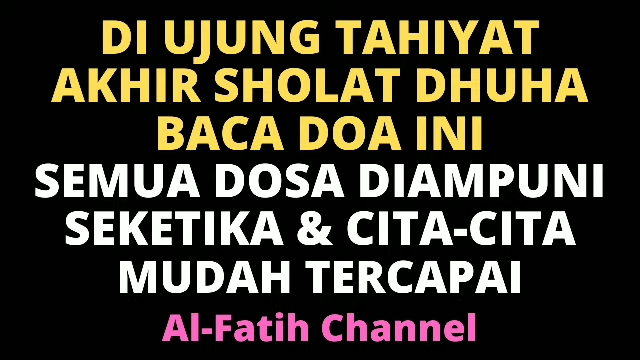 DI UJUNG TAHIYAT
AKHIR SHOLAT DHUHA
BACA DOA INI
SEMUA DOSA DIAMPUNI
SEKETIKA & CITA-CITA
MUDAH TERCAPAI
Al-Fatih Channel